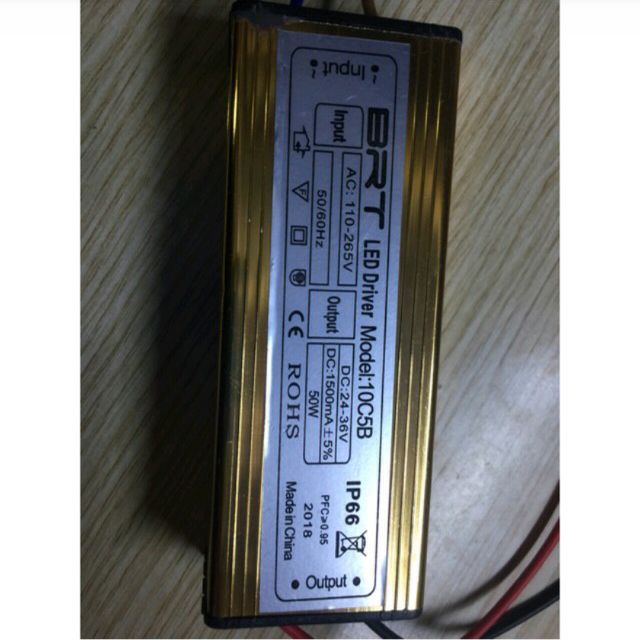 ~ • Input • ~
BRT LED Driver Model:10C5B
Input
AC: 110-265V
50/60Hz
Output
DC:24-36V
DC:1500mA±5%
50W
F
CE ROHS
IP66
PFC≥0.95
2018
Made in China
• Output •